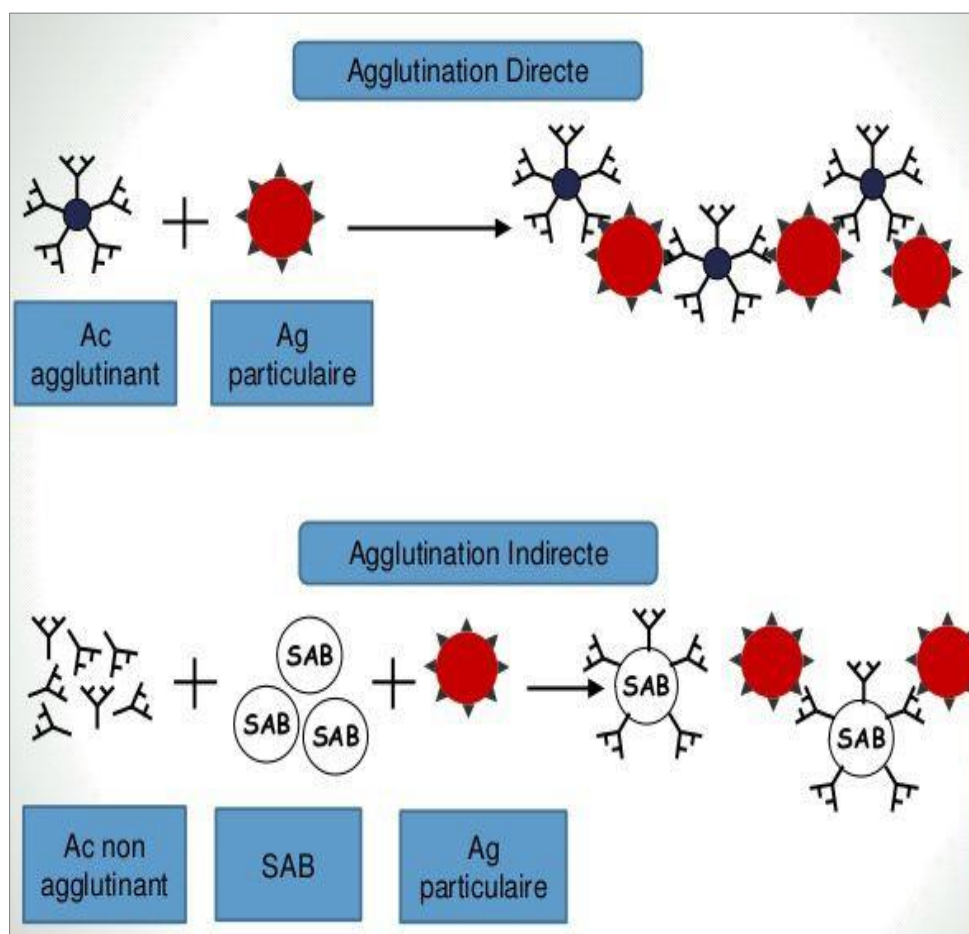 Agglutination Directe
Ac
agglutinant
Ag
particulaire
Agglutination Indirecte
SAB
SAB
SAB
SAB
SAB
Ac non
agglutinant
SAB
Ag
particulaire